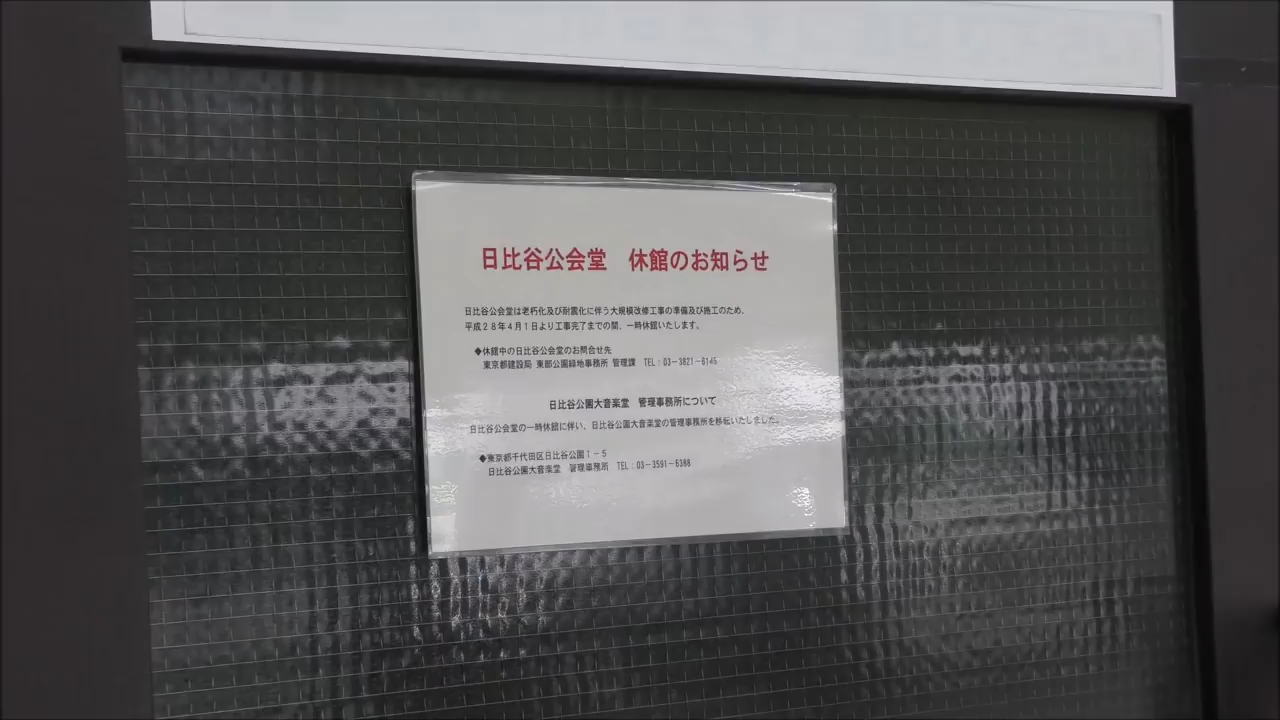 日比谷公会堂　休館のお知らせ
日比谷公会堂は老朽化及び耐震化に伴う大規模改修工事の準備及び施工のため、
平成２８年４月１日より工事完了までの間、一時休館いたします。
◆休館中の日比谷公会堂のお問合せ先
東京都建設局 東部公園緑地事務所 管理課　TEL：03－3821－6145
日比谷公園大音楽堂　管理事務所について
日比谷公会堂の一時休館に伴い、日比谷公園大音楽堂の管理事務所を移転いたしました。
◆東京都千代田区日比谷公園１－５
日比谷公園大音楽堂　管理事務所　TEL：03－3591－6388